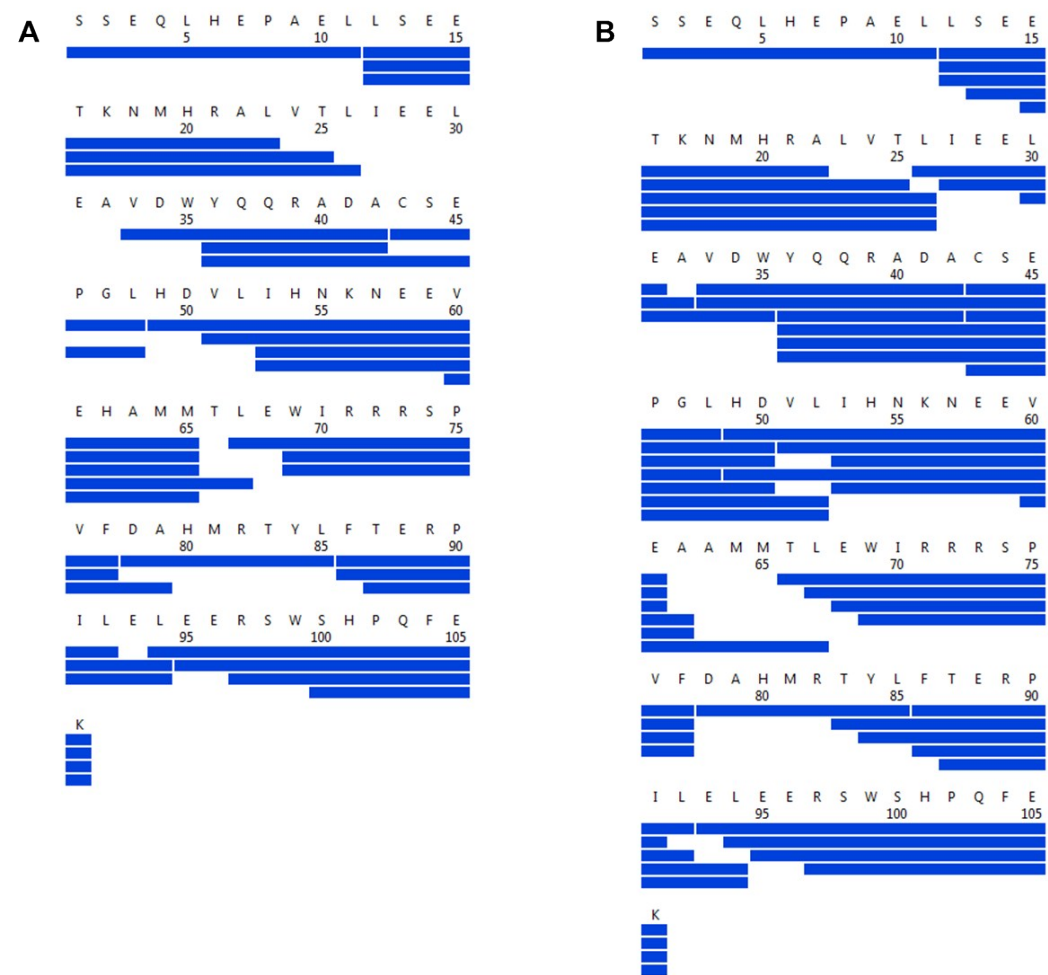 A
S S E Q L H E P A E L L S E E
5 10 15
T K N M H R A L V T L I E E L
20 25 30
E A V D W Y Q Q R A D A C S E
35 40 45
P G L H D V L I H N K N E E V
50 55 60
E H A M M T L E W I R R R S P
65 70 75
V F D A H M R T Y L F T E R P
80 85 90
I L E L E E R S W S H P Q F E
95 100 105
K
B
S S E Q L H E P A E L L S E E
5 10 15
T K N M H R A L V T L I E E L
20 25 30
E A V D W Y Q Q R A D A C S E
35 40 45
P G L H D V L I H N K N E E V
50 55 60
E A A M M T L E W I R R R S P
65 70 75
V F D A H M R T Y L F T E R P
80 85 90
I L E L E E R S W S H P Q F E
95 100 105
K